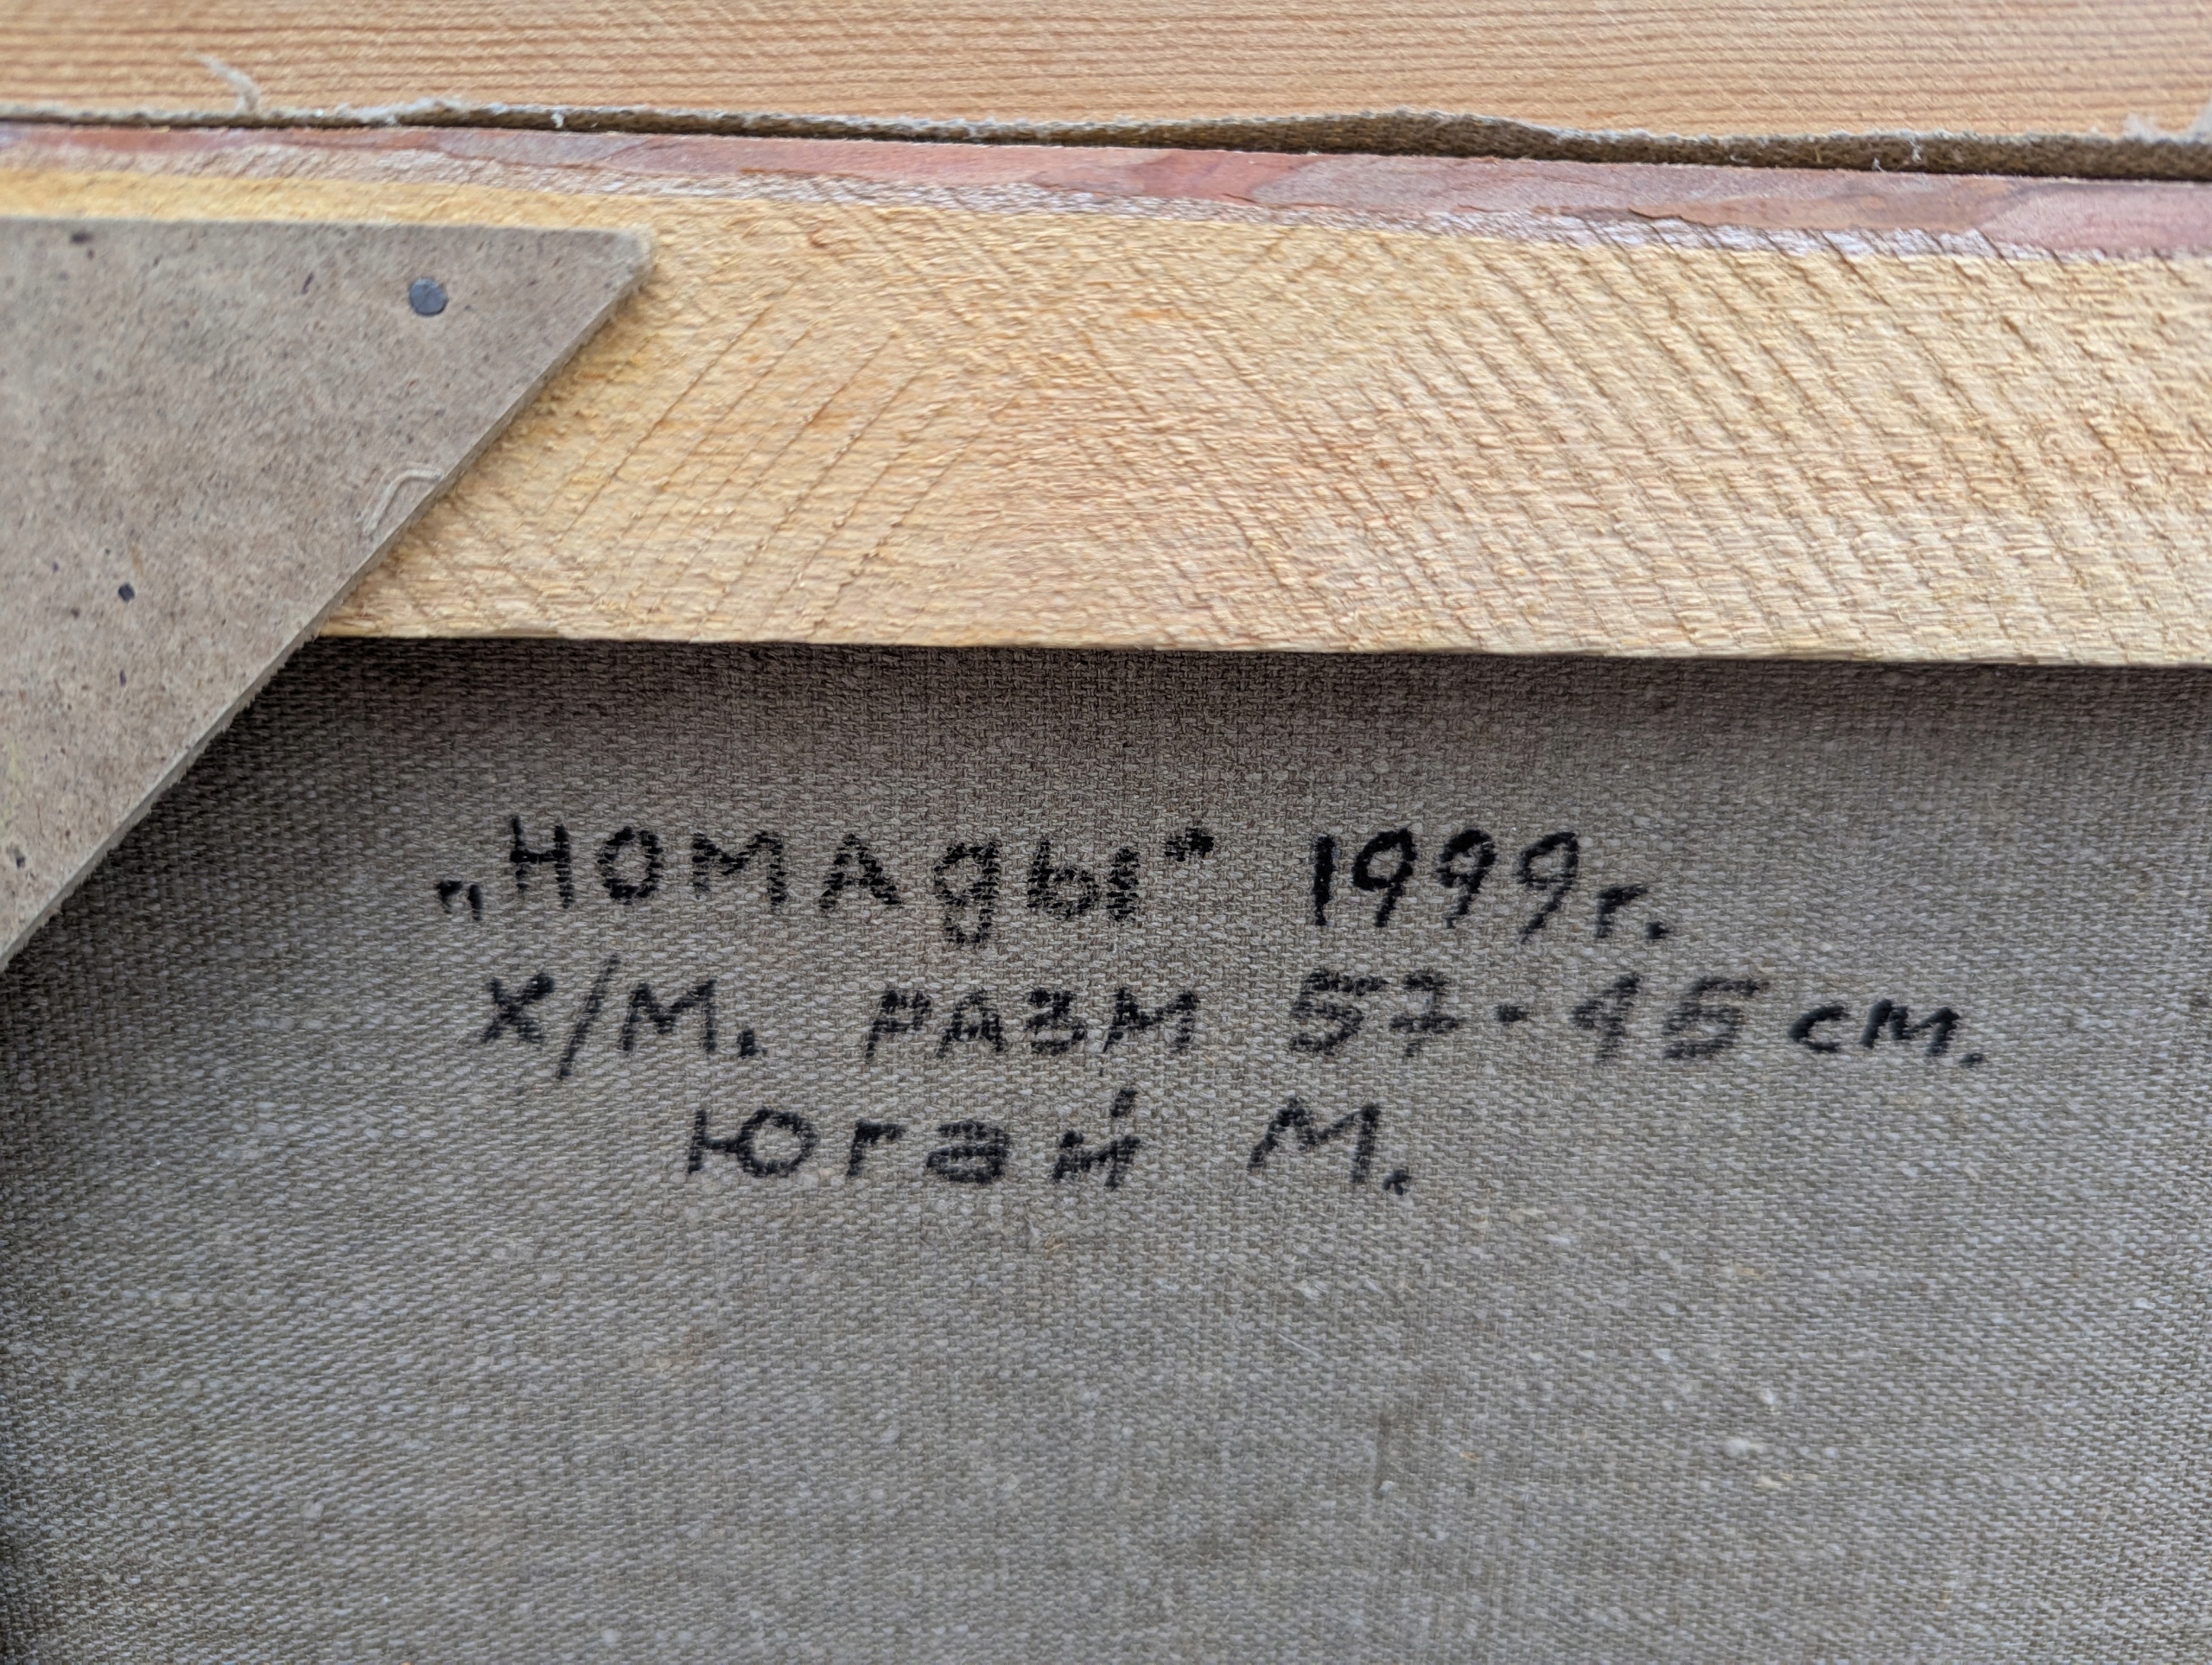 „НОМАДЫ" 1999г.
Х/М. РАЗМ 57-45 см.
Югай М.